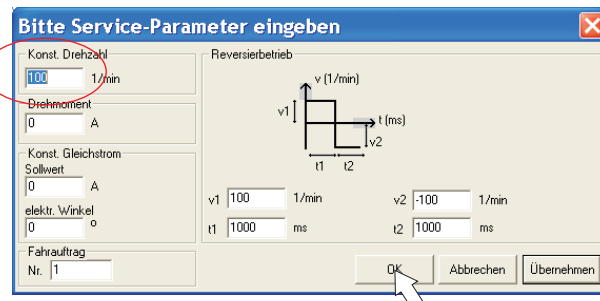 Bitte Service-Parameter eingeben
Konst. Drehzahl
100 1/min
Drehmoment
0 A
Konst. Gleichstrom
Sollwert
0 A
elektr. Winkel
0 °
Fahrauftrag
Nr. 1
Reversierbetrieb
v (1/min)
v1
t (ms)
v2
t1 t2
v1 100 1/min v2 -100 1/min
t1 1000 ms t2 1000 ms
OK Abbrechen Übernehmen